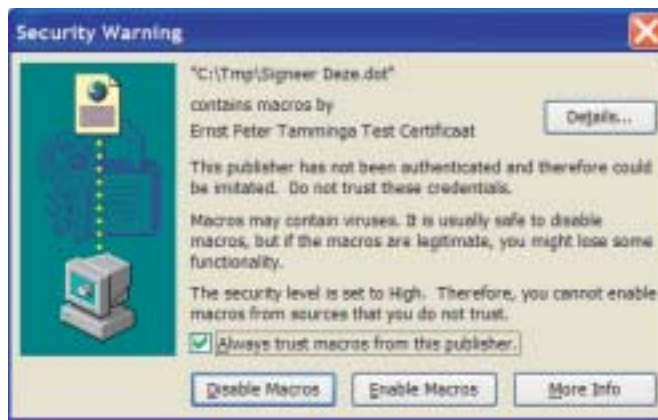 Security Warning
"C:\Tmp\Signeer Deze.dot"
contains macros by
Ernst Peter Tamminga Test Certificaat
Details...
This publisher has not been authenticated and therefore could
be imitated. Do not trust these credentials.
Macros may contain viruses. It is usually safe to disable
macros, but if the macros are legitimate, you might lose some
functionality.
The security level is set to High. Therefore, you cannot enable
macros from sources that you do not trust.
Always trust macros from this publisher.
Disable Macros
Enable Macros
More Info